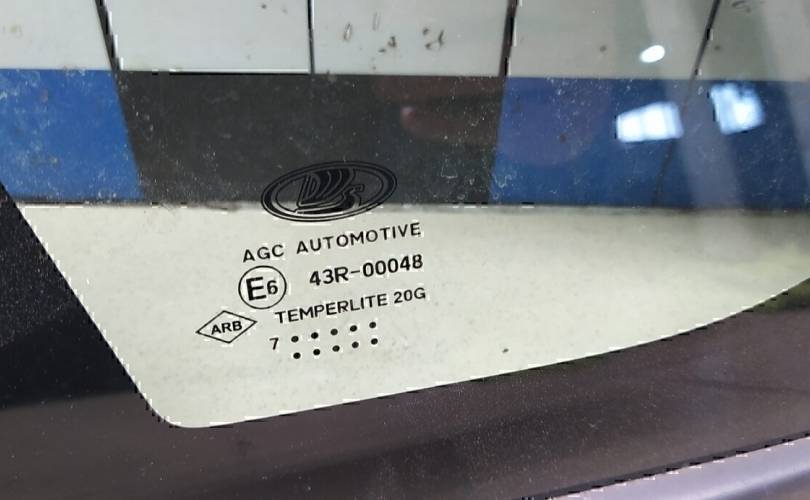 AGC AUTOMOTIVE
E6 43R-00048
TEMPERLITE 20G
ARB
7